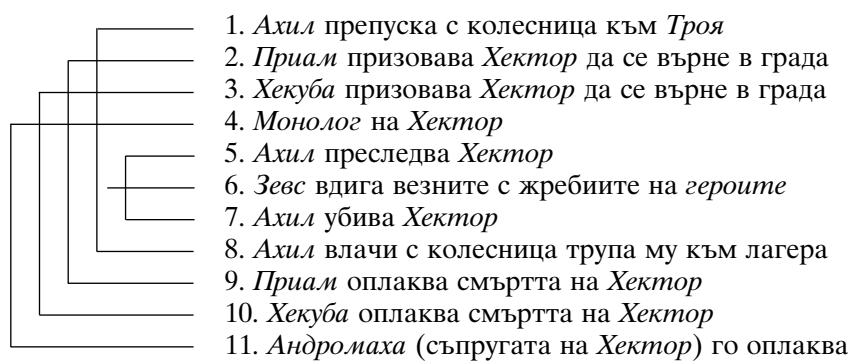 1. Ахил препуска с колесница към Троя
2. Приам призовава Хектор да се върне в града
3. Хекуба призовава Хектор да се върне в града
4. Монолог на Хектор
5. Ахил преследва Хектор
6. Зевс вдига везните с жребиите на героите
7. Ахил убива Хектор
8. Ахил влачи с колесница трупа му към лагера
9. Приам оплаква смъртта на Хектор
10. Хекуба оплаква смъртта на Хектор
11. Андромаха (съпругата на Хектор) го оплаква